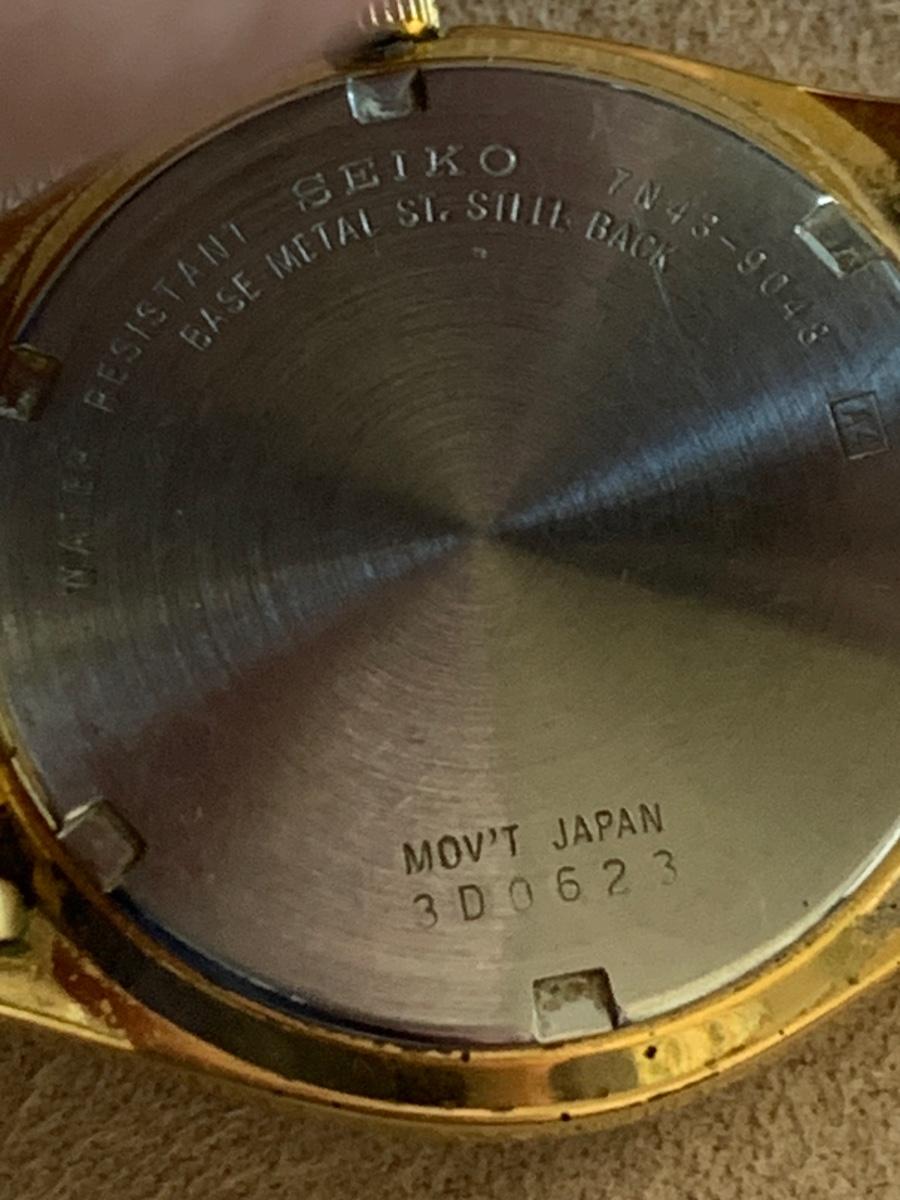 WATER RESISTANT SEIKO 7N43-9048
BASE METAL ST. STEEL BACK
MOV'T JAPAN
3D0623